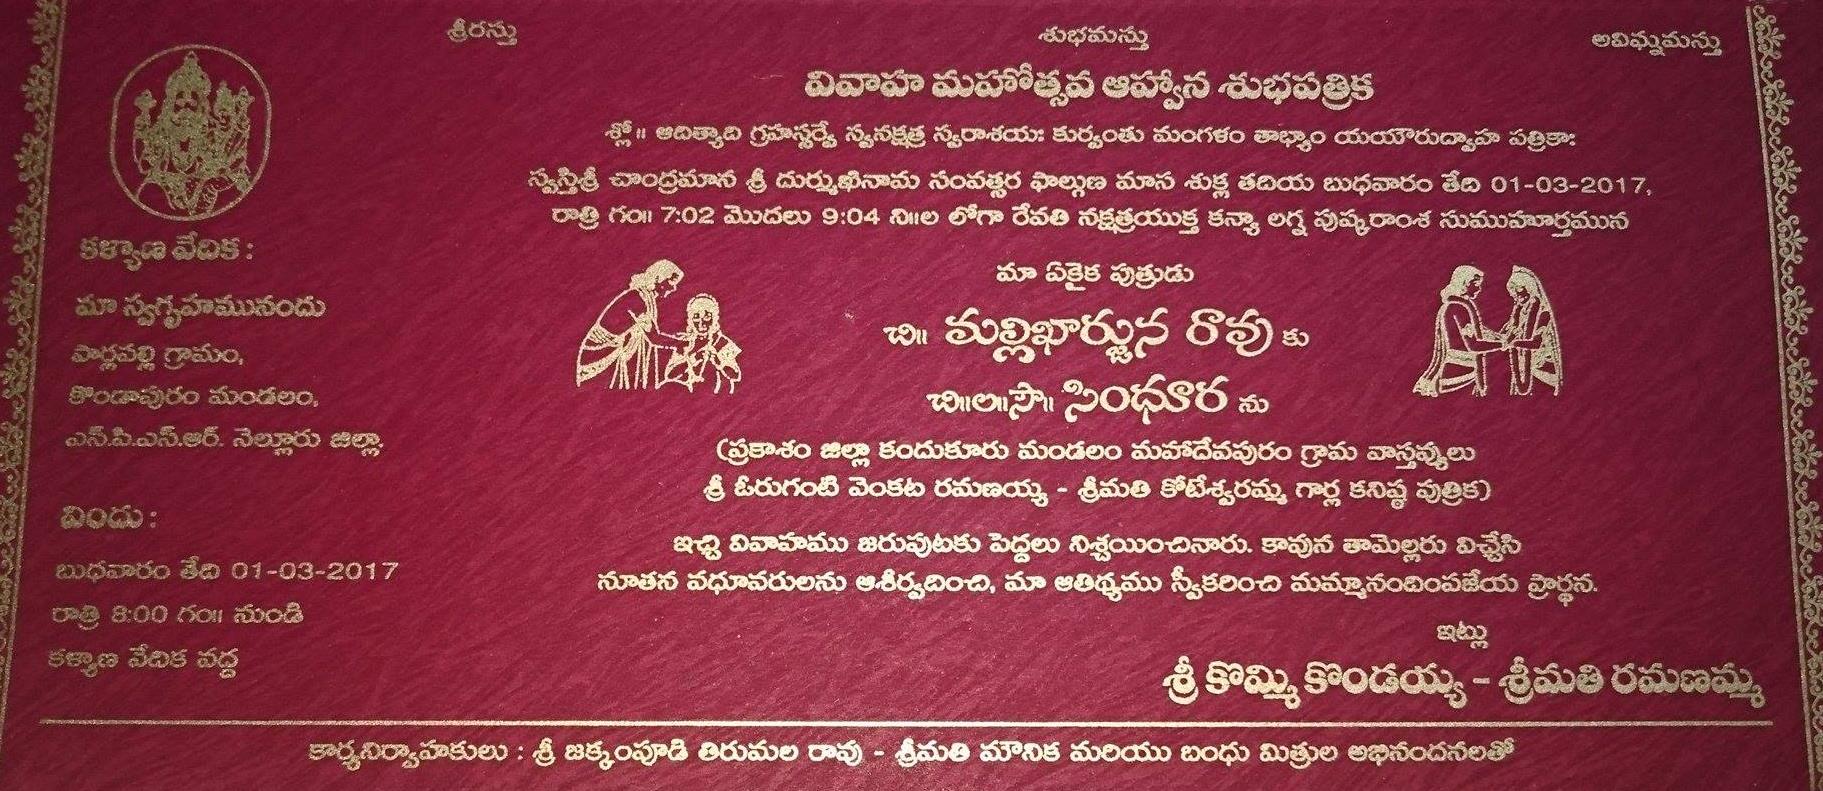 శ్రీరస్తు
శుభమస్తు
అవిఘ్నమస్తు
వివాహ మహోత్సవ ఆహ్వాన శుభపత్రిక
శ్లో॥ ఆదిత్యాది గ్రహస్సర్వే స్వనక్షత్ర స్వరాశయః కుర్వంతు మంగళం తాభ్యాం యయౌరుద్వాహ పత్రికాః
స్వస్తిశ్రీ చాంద్రమాన శ్రీ దుర్ముఖినామ సంవత్సర ఫాల్గుణ మాస శుక్ల తదియ బుధవారం తేది 01-03-2017,
రాత్రి గం॥ 7:02 మొదలు 9:04 ని॥ల లోగా రేవతి నక్షత్రయుక్త కన్యా లగ్న పుష్కరాంశ సుముహూర్తమున
మా ఏకైక పుత్రుడు
చి॥ మల్లిఖార్జున రావు కు
చి॥ల॥సౌ॥ సింధూర ను
(ప్రకాశం జిల్లా కందుకూరు మండలం మహాదేవపురం గ్రామ వాస్తవ్యులు
శ్రీ ఓరుగంటి వెంకట రమణయ్య - శ్రీమతి కోటేశ్వరమ్మ గార్ల కనిష్ఠ పుత్రిక)
ఇచ్చి వివాహము జరుపుటకు పెద్దలు నిశ్చయించినారు. కావున తామెల్లరు విచ్చేసి
నూతన వధూవరులను ఆశీర్వదించి, మా ఆతిథ్యము స్వీకరించి మమ్మానందింపజేయ ప్రార్థన.
ఇట్లు
శ్రీ కొమ్మి కొండయ్య - శ్రీమతి రమణమ్మ
కళ్యాణ వేదిక :
మా స్వగృహమునందు
పార్లపల్లి గ్రామం,
కొండాపురం మండలం,
ఎస్.పి.ఎస్.ఆర్. నెల్లూరు జిల్లా.
విందు :
బుధవారం తేది 01-03-2017
రాత్రి 8:00 గం॥ నుండి
కళ్యాణ వేదిక వద్ద
కార్యనిర్వాహకులు : శ్రీ జక్కంపూడి తిరుమల రావు - శ్రీమతి మౌనిక మరియు బంధు మిత్రుల అభినందనలతో